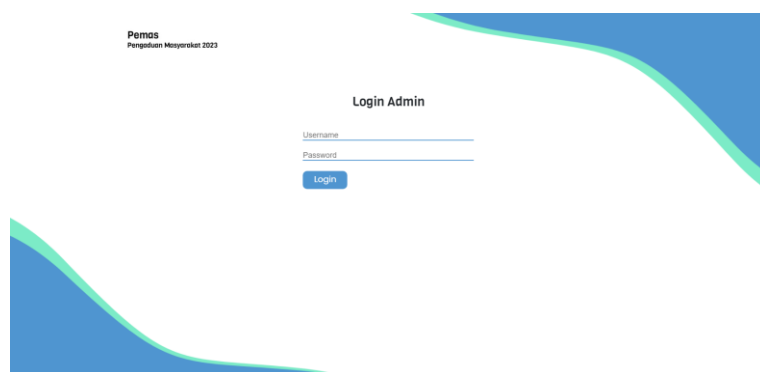 Pemas
Pengaduan Masyarakat 2023
Login Admin
Username
Password
Login